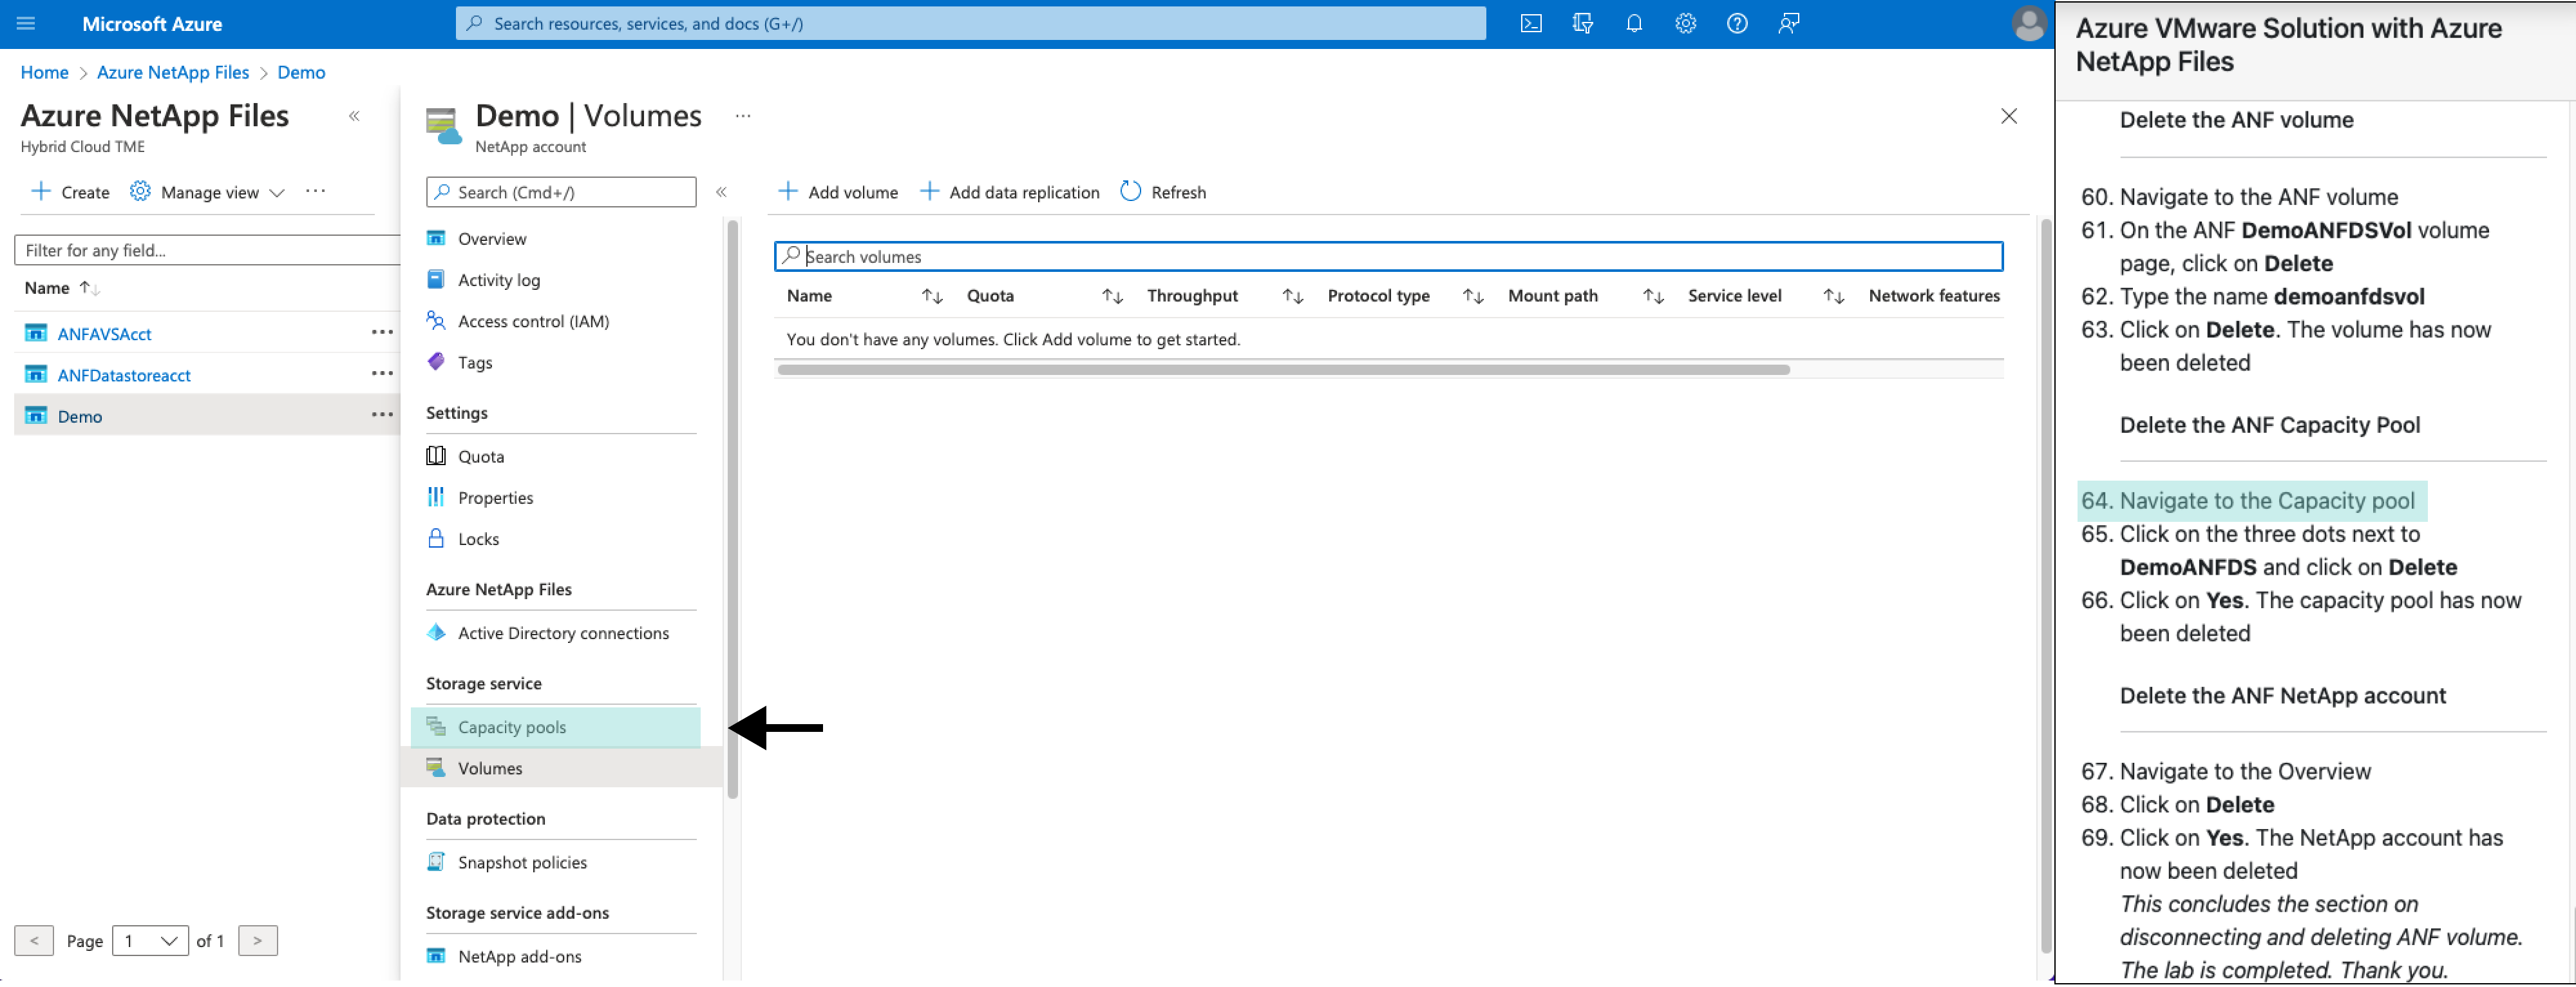 Microsoft Azure
Search resources, services, and docs (G+/)
Home > Azure NetApp Files > Demo
Azure NetApp Files
Hybrid Cloud TME
Create Manage view ...
Filter for any field...
Name
ANFAVSAcct ...
ANFDatastoreacct ...
Demo ...
< Page 1 of 1 >
Demo | Volumes ...
NetApp account
Search (Cmd+/)
Overview
Activity log
Access control (IAM)
Tags
Settings
Quota
Properties
Locks
Azure NetApp Files
Active Directory connections
Storage service
Capacity pools
Volumes
Data protection
Snapshot policies
Storage service add-ons
NetApp add-ons
Add volume Add data replication Refresh
Search volumes
Name Quota Throughput Protocol type Mount path Service level Network features
You don't have any volumes. Click Add volume to get started.
Azure VMware Solution with Azure
NetApp Files
Delete the ANF volume
60. Navigate to the ANF volume
61. On the ANF DemoANFDSVol volume
page, click on Delete
62. Type the name demoanfdsvol
63. Click on Delete. The volume has now
been deleted
Delete the ANF Capacity Pool
64. Navigate to the Capacity pool
65. Click on the three dots next to
DemoANFDS and click on Delete
66. Click on Yes. The capacity pool has now
been deleted
Delete the ANF NetApp account
67. Navigate to the Overview
68. Click on Delete
69. Click on Yes. The NetApp account has
now been deleted
This concludes the section on
disconnecting and deleting ANF volume.
The lab is completed. Thank you.